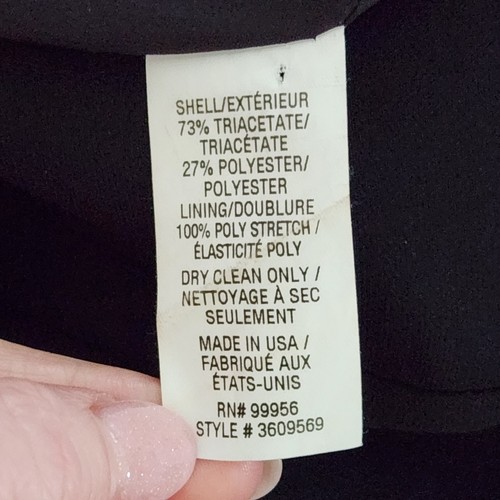 SHELL/EXTÉRIEUR
73% TRIACETATE/
TRIACÉTATE
27% POLYESTER/
POLYESTER
LINING/DOUBLURE
100% POLY STRETCH /
ÉLASTICITÉ POLY
DRY CLEAN ONLY /
NETTOYAGE À SEC
SEULEMENT
MADE IN USA /
FABRIQUÉ AUX
ÉTATS-UNIS
RN# 99956
STYLE # 3609569